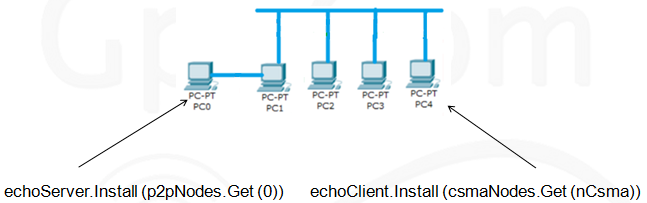 PC-PT
PC0
PC-PT
PC1
PC-PT
PC2
PC-PT
PC3
PC-PT
PC4
echoServer.Install (p2pNodes.Get (0))
echoClient.Install (csmaNodes.Get (nCsma))